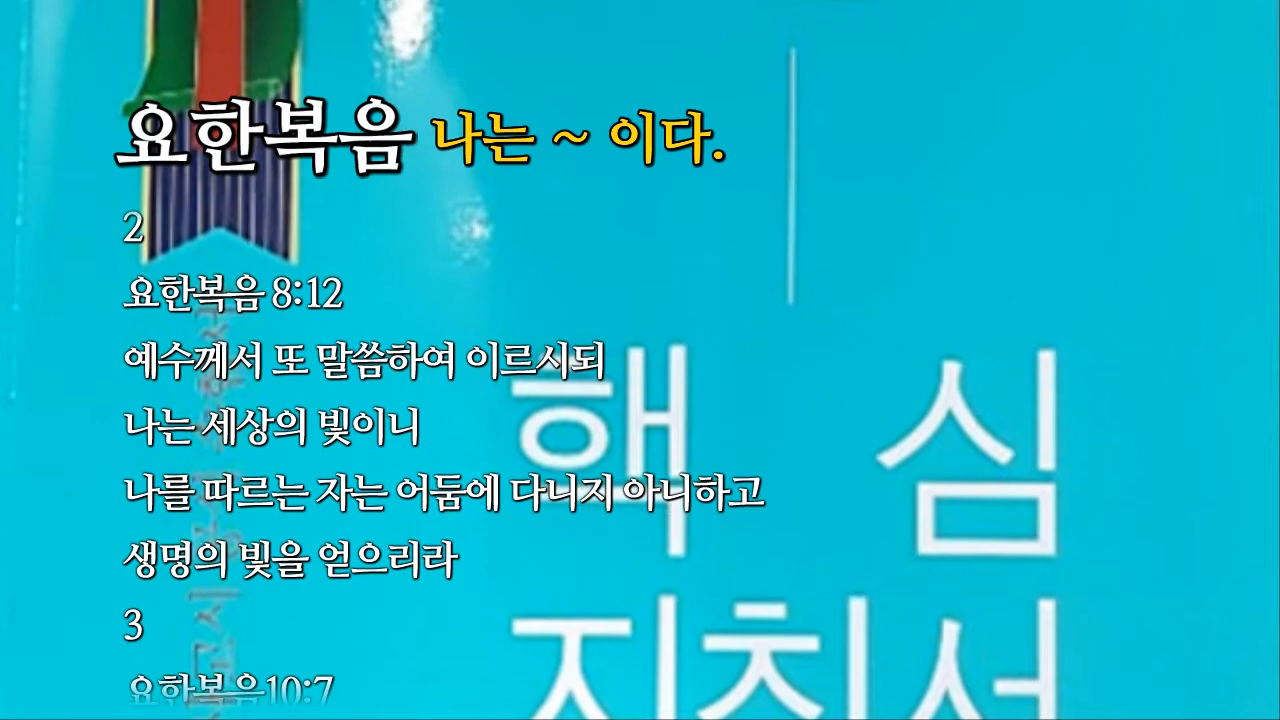 요한복음 나는 ~ 이다.
2
요한복음 8:12
예수께서 또 말씀하여 이르시되
나는 세상의 빛이니
나를 따르는 자는 어둠에 다니지 아니하고
생명의 빛을 얻으리라
3
요한복음10:7
핵 심
지침서